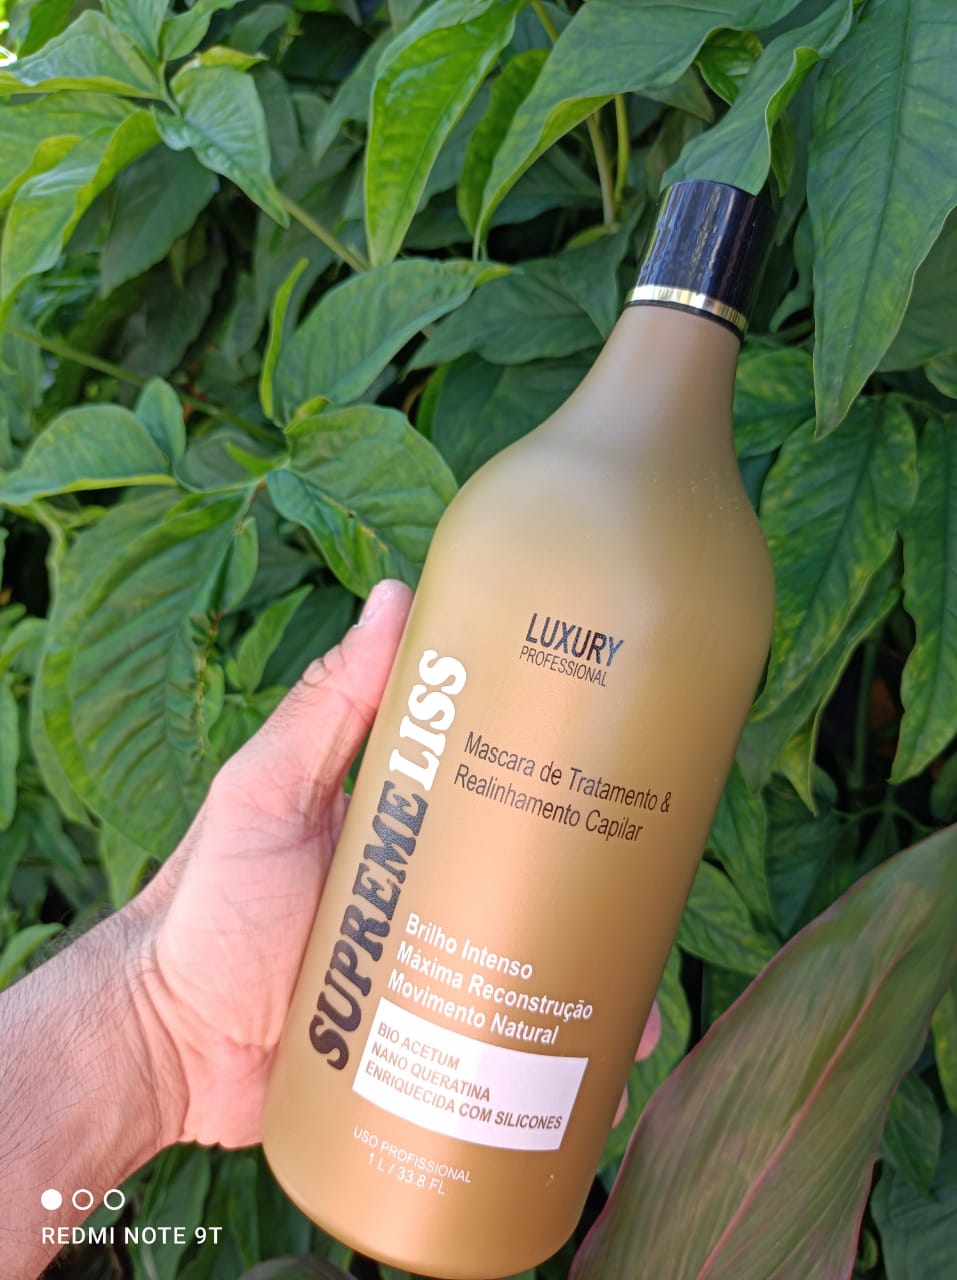 LUXURY
PROFESSIONAL
SUPREME LISS
Mascara de Tratamento &
Realinhamento Capilar
Brilho Intenso
Máxima Reconstrução
Movimento Natural
BIO ACETUM
NANO QUERATINA
ENRIQUECIDA COM SILICONES
USO PROFISSIONAL
1 L / 33.8 FL
REDMI NOTE 9T